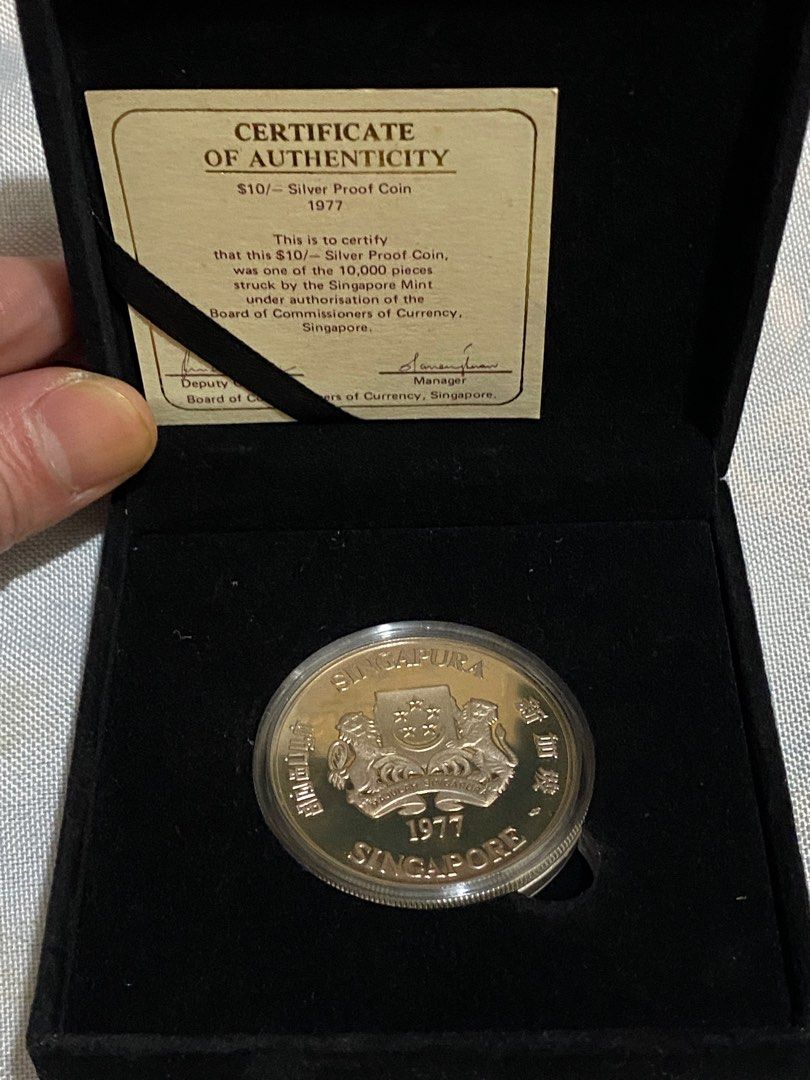 CERTIFICATE
OF AUTHENTICITY
$10/– Silver Proof Coin
1977
This is to certify
that this $10/– Silver Proof Coin,
was one of the 10,000 pieces
struck by the Singapore Mint
under authorisation of the
Board of Commissioners of Currency,
Singapore.
Deputy
Manager
Board of ers of Currency, Singapore.
SINGAPURA
新加坡
1977
SINGAPORE